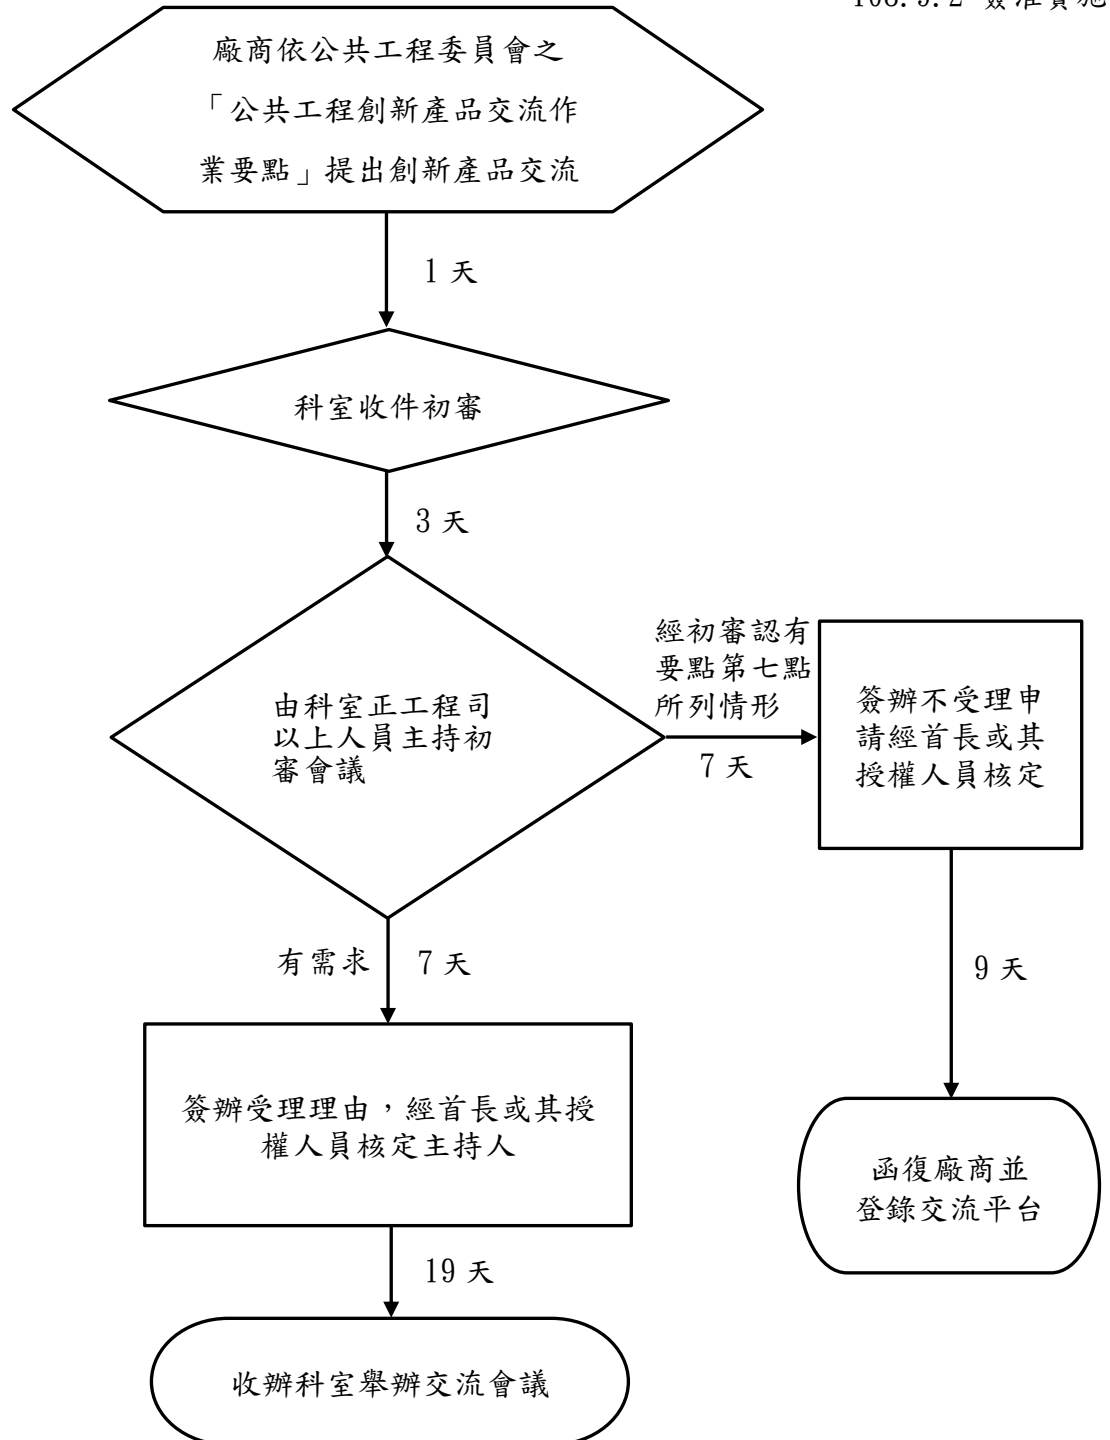 108.9.2 簽准實施
廠商依公共工程委員會之
「公共工程創新產品交流作
業要點」提出創新產品交流
1 天
科室收件初審
3 天
經初審認有
要點第七點
所列情形
7 天
由科室正工程司
以上人員主持初
審會議
簽辦不受理申
請經首長或其
授權人員核定
有需求
7 天
9 天
簽辦受理理由，經首長或其授
權人員核定主持人
函復廠商並
登錄交流平台
19 天
收辦科室舉辦交流會議